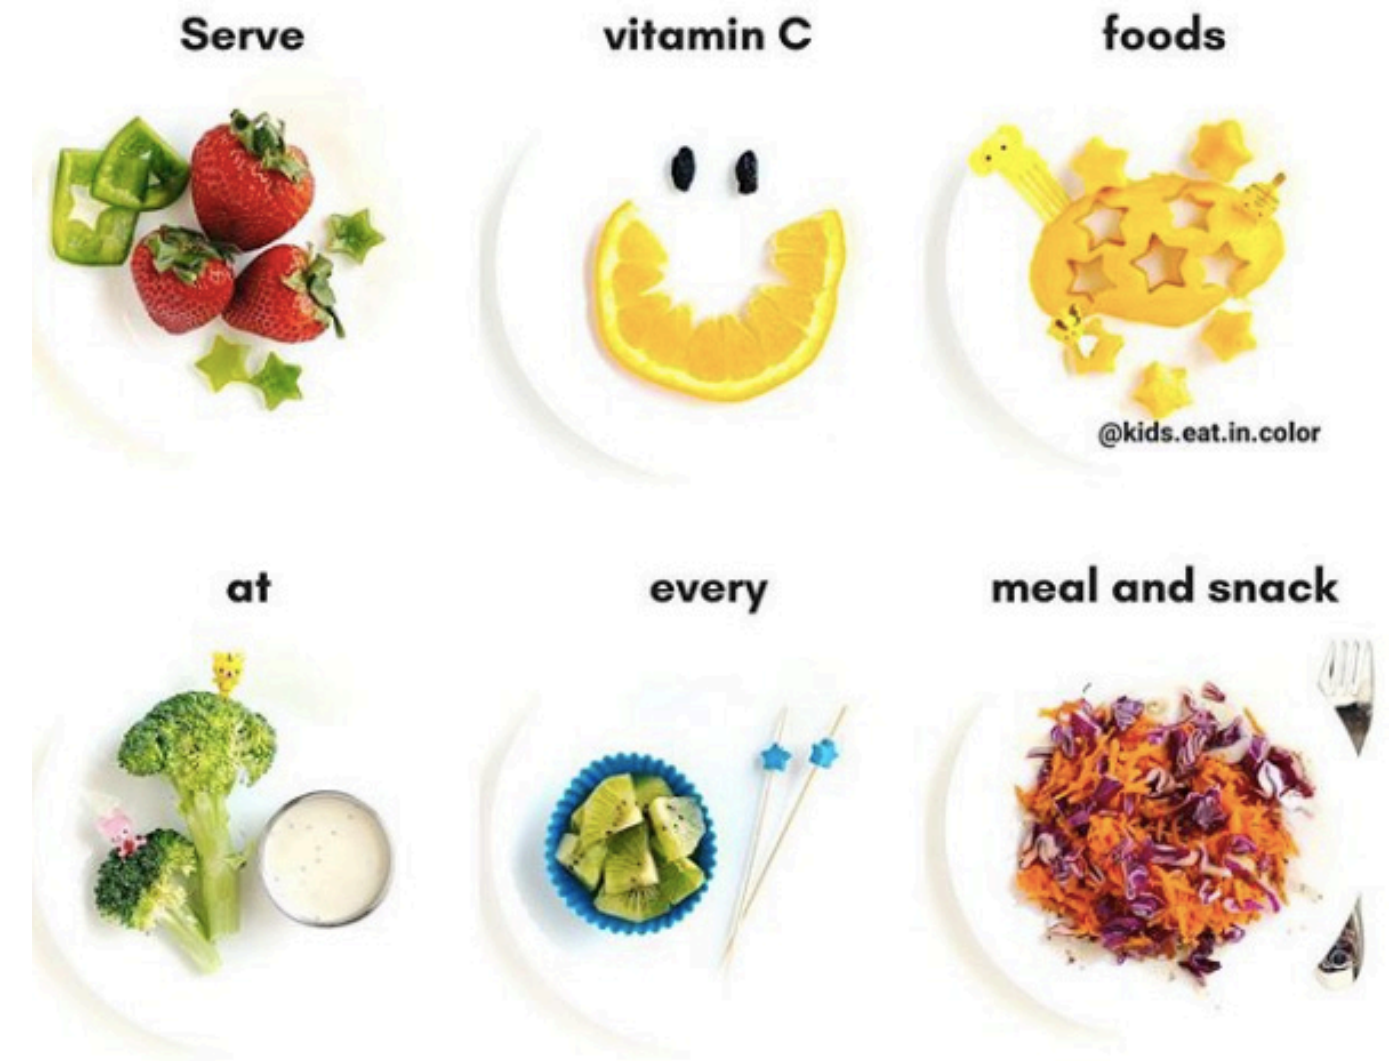 Serve
vitamin C
foods
@kids.eat.in.color
at
every
meal and snack